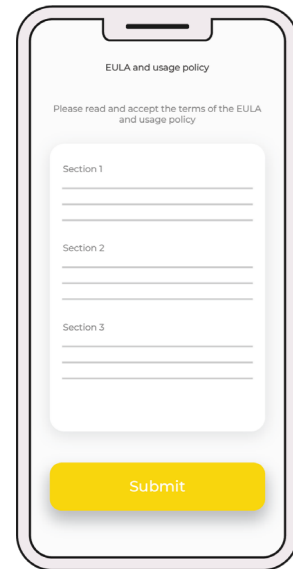 EULA and usage policy
Please read and accept the terms of the EULA
and usage policy
Section 1
Section 2
Section 3
Submit